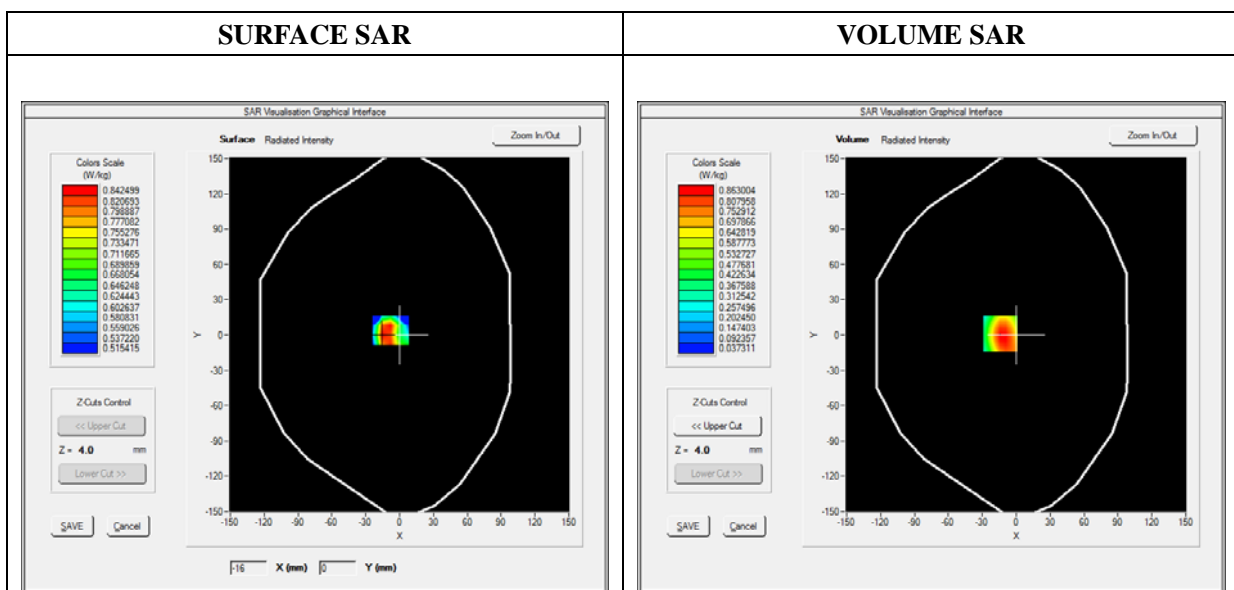 SURFACE SAR
SAR Visualisation Graphical Interface
Surface Radiated Intensity
Zoom In/Out
Colors Scale
(W/kg)
0.842499
0.820693
0.798887
0.777082
0.755276
0.733471
0.711665
0.689859
0.668054
0.646248
0.624443
0.602637
0.580831
0.559026
0.537220
0.515415
Z-Cuts Control
<< Upper Cut
Z = 4.0 mm
Lower Cut >>
SAVE Cancel
150
120
90
60
30
0
-30
-60
-90
-120
-150
Y
-150 -120 -90 -60 -30 0 30 60 90 120 150
X
-16 X (mm) 0 Y (mm)
VOLUME SAR
SAR Visualisation Graphical Interface
Volume Radiated Intensity
Zoom In/Out
Colors Scale
(W/kg)
0.863004
0.807958
0.752912
0.697866
0.642819
0.587773
0.532727
0.477681
0.422634
0.367588
0.312542
0.257496
0.202450
0.147403
0.092357
0.037311
Z-Cuts Control
<< Upper Cut
Z = 4.0 mm
Lower Cut >>
SAVE Cancel
150
120
90
60
30
0
-30
-60
-90
-120
-150
Y
-150 -120 -90 -60 -30 0 30 60 90 120 150
X